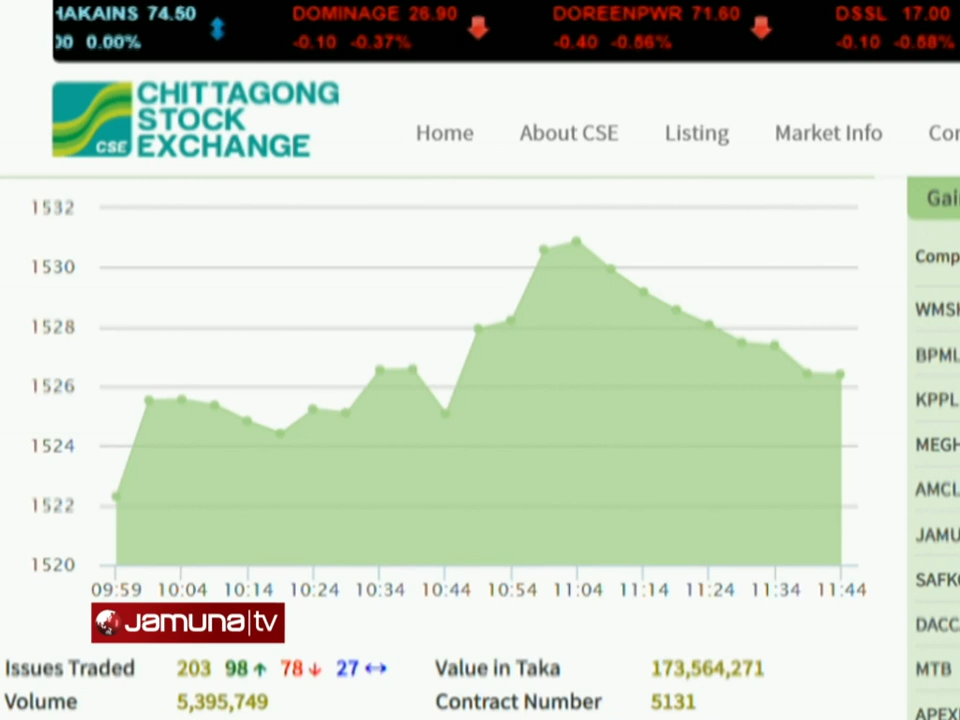 HAKAINS 74.50 DOMINAGE 26.90 DOREENPWR 71.60 DSSL 17.00
00 0.00% -0.10 -0.37% -0.40 -0.56% -0.10 -0.58%
CHITTAGONG
STOCK
EXCHANGE
CSE
Home About CSE Listing Market Info Con
Gai
Comp
WMSH
BPML
KPPL
MEGH
AMCL
JAMU
SAFKO
DACC
MTB
APEX
1532
1530
1528
1526
1524
1522
1520
09:59 10:04 10:14 10:24 10:34 10:44 10:54 11:04 11:14 11:24 11:34 11:44
Jamuna|tv
Issues Traded 203 98 ↑ 78 ↓ 27 ↔ Value in Taka 173,564,271
Volume 5,395,749 Contract Number 5131